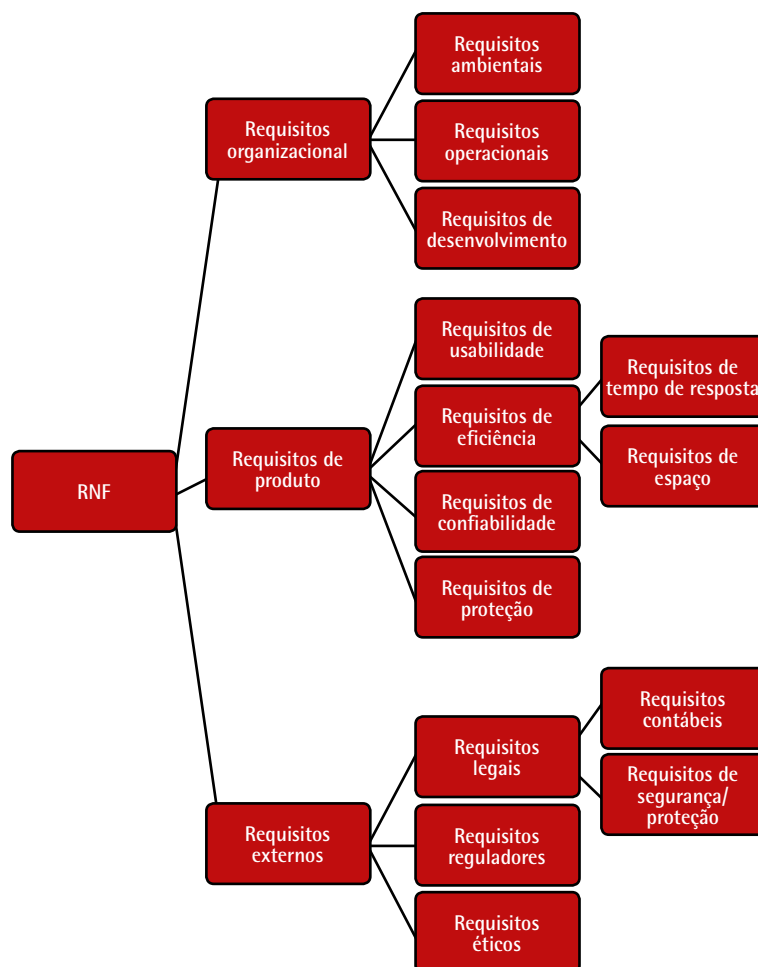 Requisitos
ambientais
Requisitos
organizacional
Requisitos
operacionais
Requisitos de
desenvolvimento
Requisitos de
usabilidade
Requisitos de
tempo de resposta
Requisitos de
eficiência
Requisitos de
produto
Requisitos de
espaço
RNF
Requisitos de
confiabilidade
Requisitos de
proteção
Requisitos
contábeis
Requisitos
legais
Requisitos de
segurança/
proteção
Requisitos
externos
Requisitos
reguladores
Requisitos
éticos